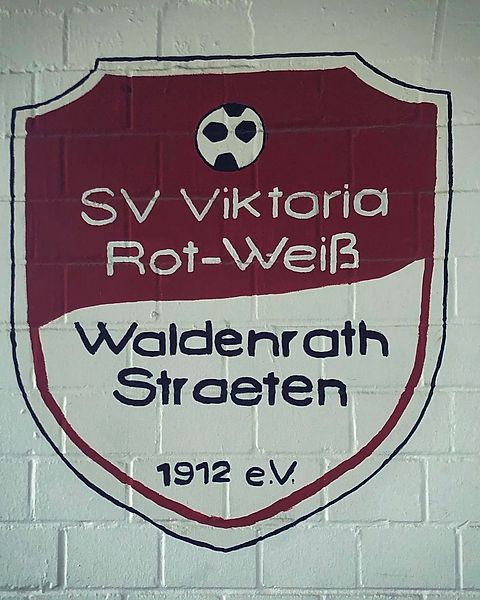 SV Viktoria
Rot-Weiß
Waldenrath
Straeten
1912 e.V.